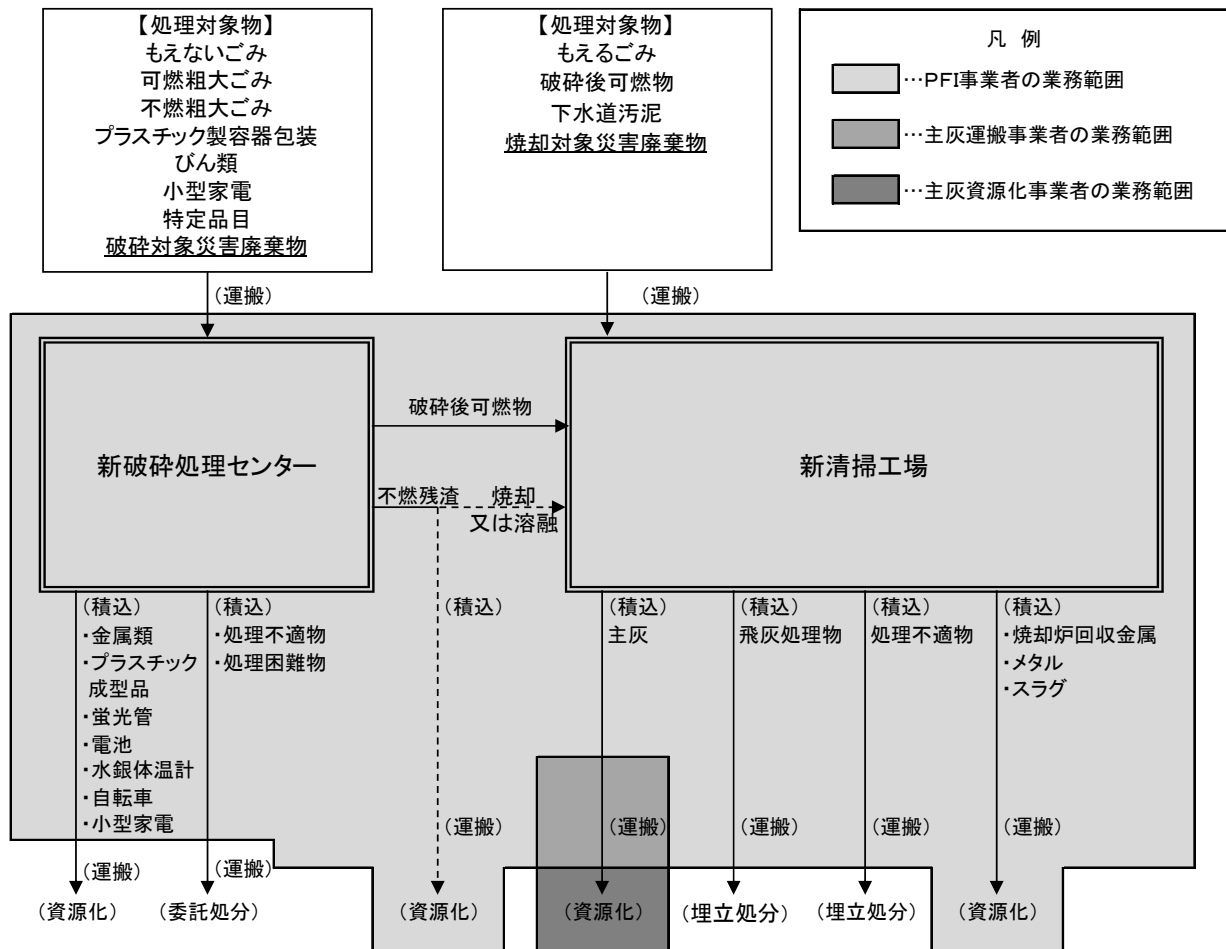 【処理対象物】
もえないごみ
可燃粗大ごみ
不燃粗大ごみ
プラスチック製容器包装
びん類
小型家電
特定品目
破砕対象災害廃棄物
【処理対象物】
もえるごみ
破砕後可燃物
下水道汚泥
焼却対象災害廃棄物
凡 例
…PFI事業者の業務範囲
…主灰運搬事業者の業務範囲
…主灰資源化事業者の業務範囲
(運搬)
(運搬)
新破砕処理センター
破砕後可燃物
不燃残渣
焼却
又は溶融
新清掃工場
(積込)
・金属類
・プラスチック
成型品
・蛍光管
・電池
・水銀体温計
・自転車
・小型家電
(運搬)
(資源化)
(積込)
・処理不適物
・処理困難物
(運搬)
(委託処分)
(積込)
(運搬)
(資源化)
(積込)
主灰
(運搬)
(資源化)
(積込)
飛灰処理物
(運搬)
(埋立処分)
(積込)
処理不適物
(運搬)
(埋立処分)
(積込)
・焼却炉回収金属
・メタル
・スラグ
(運搬)
(資源化)